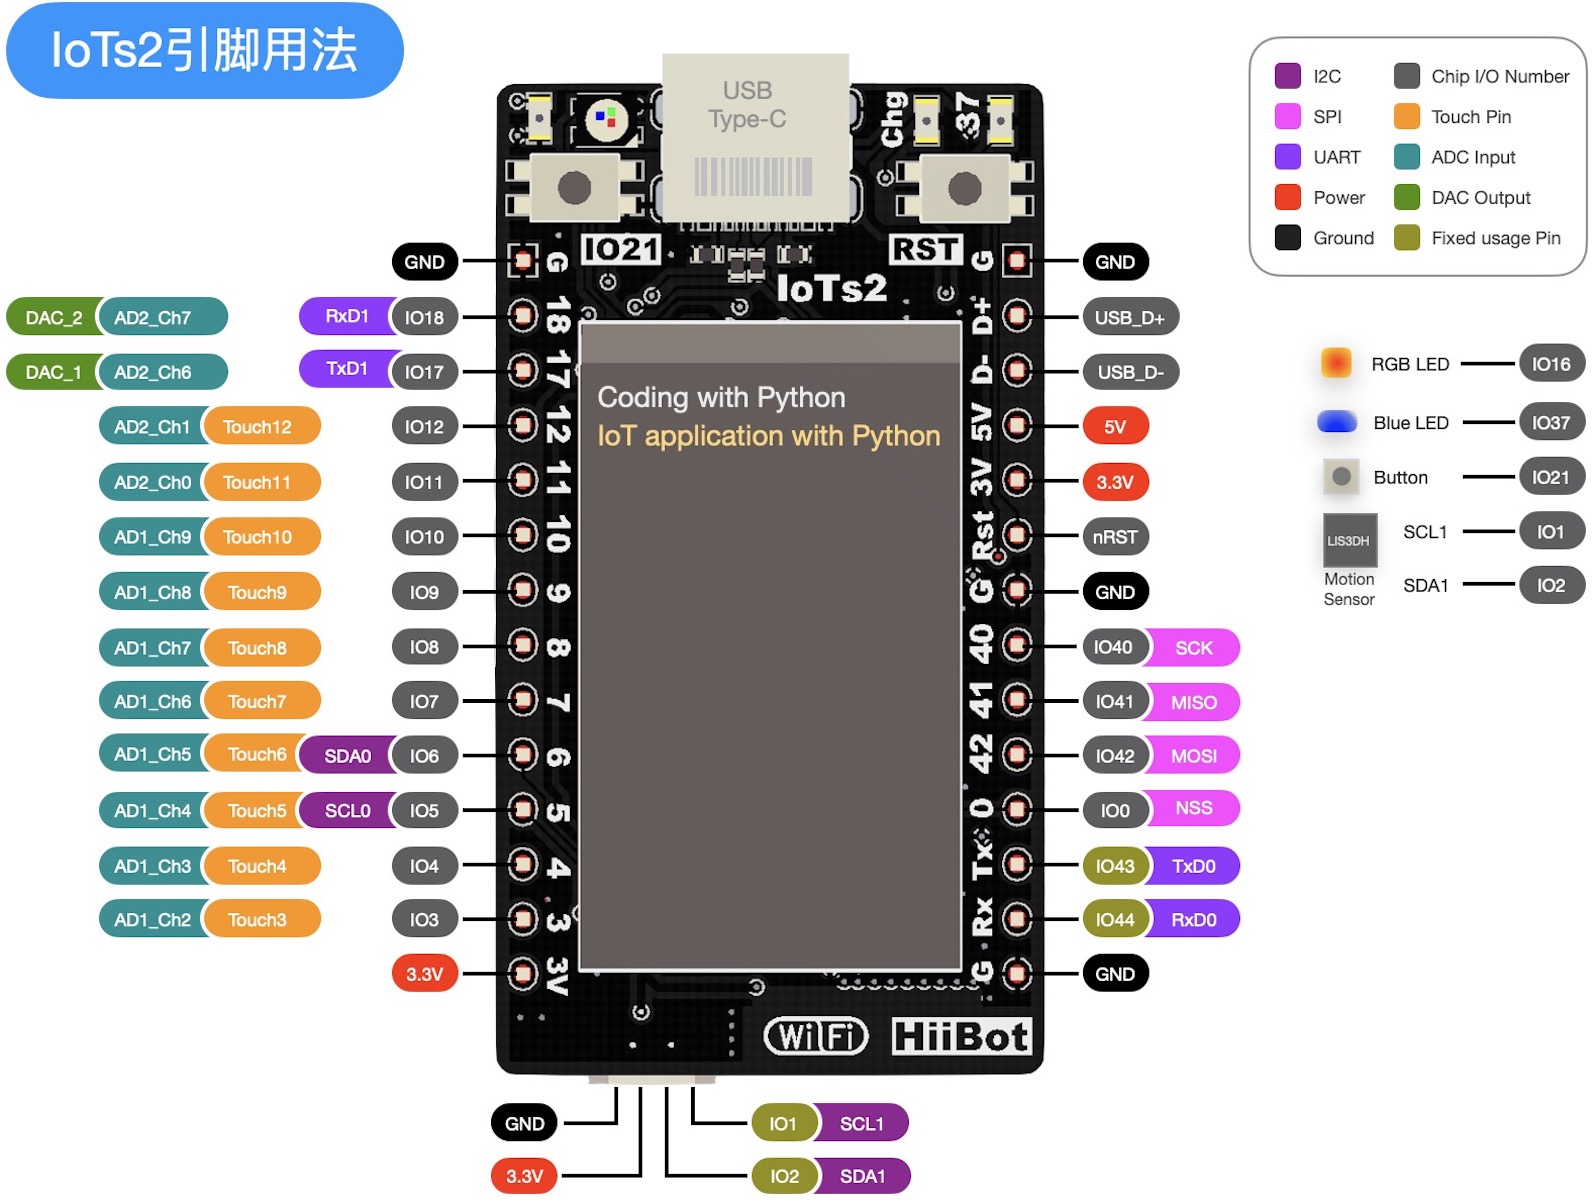 IoTs2引脚用法
I2C
Chip I/O Number
SPI
Touch Pin
UART
ADC Input
Power
DAC Output
Ground
Fixed usage Pin
USB
Type-C
Chg
37
IO21
RST
IoTs2
Coding with Python
IoT application with Python
GND
G
DAC_2
AD2_Ch7
RxD1
IO18
18
DAC_1
AD2_Ch6
TxD1
IO17
17
AD2_Ch1
Touch12
IO12
12
AD2_Ch0
Touch11
IO11
11
AD1_Ch9
Touch10
IO10
10
AD1_Ch8
Touch9
IO9
9
AD1_Ch7
Touch8
IO8
8
AD1_Ch6
Touch7
IO7
7
AD1_Ch5
Touch6
SDA0
IO6
6
AD1_Ch4
Touch5
SCL0
IO5
5
AD1_Ch3
Touch4
IO4
4
AD1_Ch2
Touch3
IO3
3
3.3V
3V
G
GND
D+
USB_D+
D-
USB_D-
5V
5V
3V
3.3V
Rst
nRST
G
GND
40
IO40
SCK
41
IO41
MISO
42
IO42
MOSI
0
IO0
NSS
Tx
IO43
TxD0
Rx
IO44
RxD0
G
GND
RGB LED
IO16
Blue LED
IO37
Button
IO21
LIS3DH
Motion
Sensor
SCL1
IO1
SDA1
IO2
WiFi
HiiBot
GND
3.3V
IO1
SCL1
IO2
SDA1